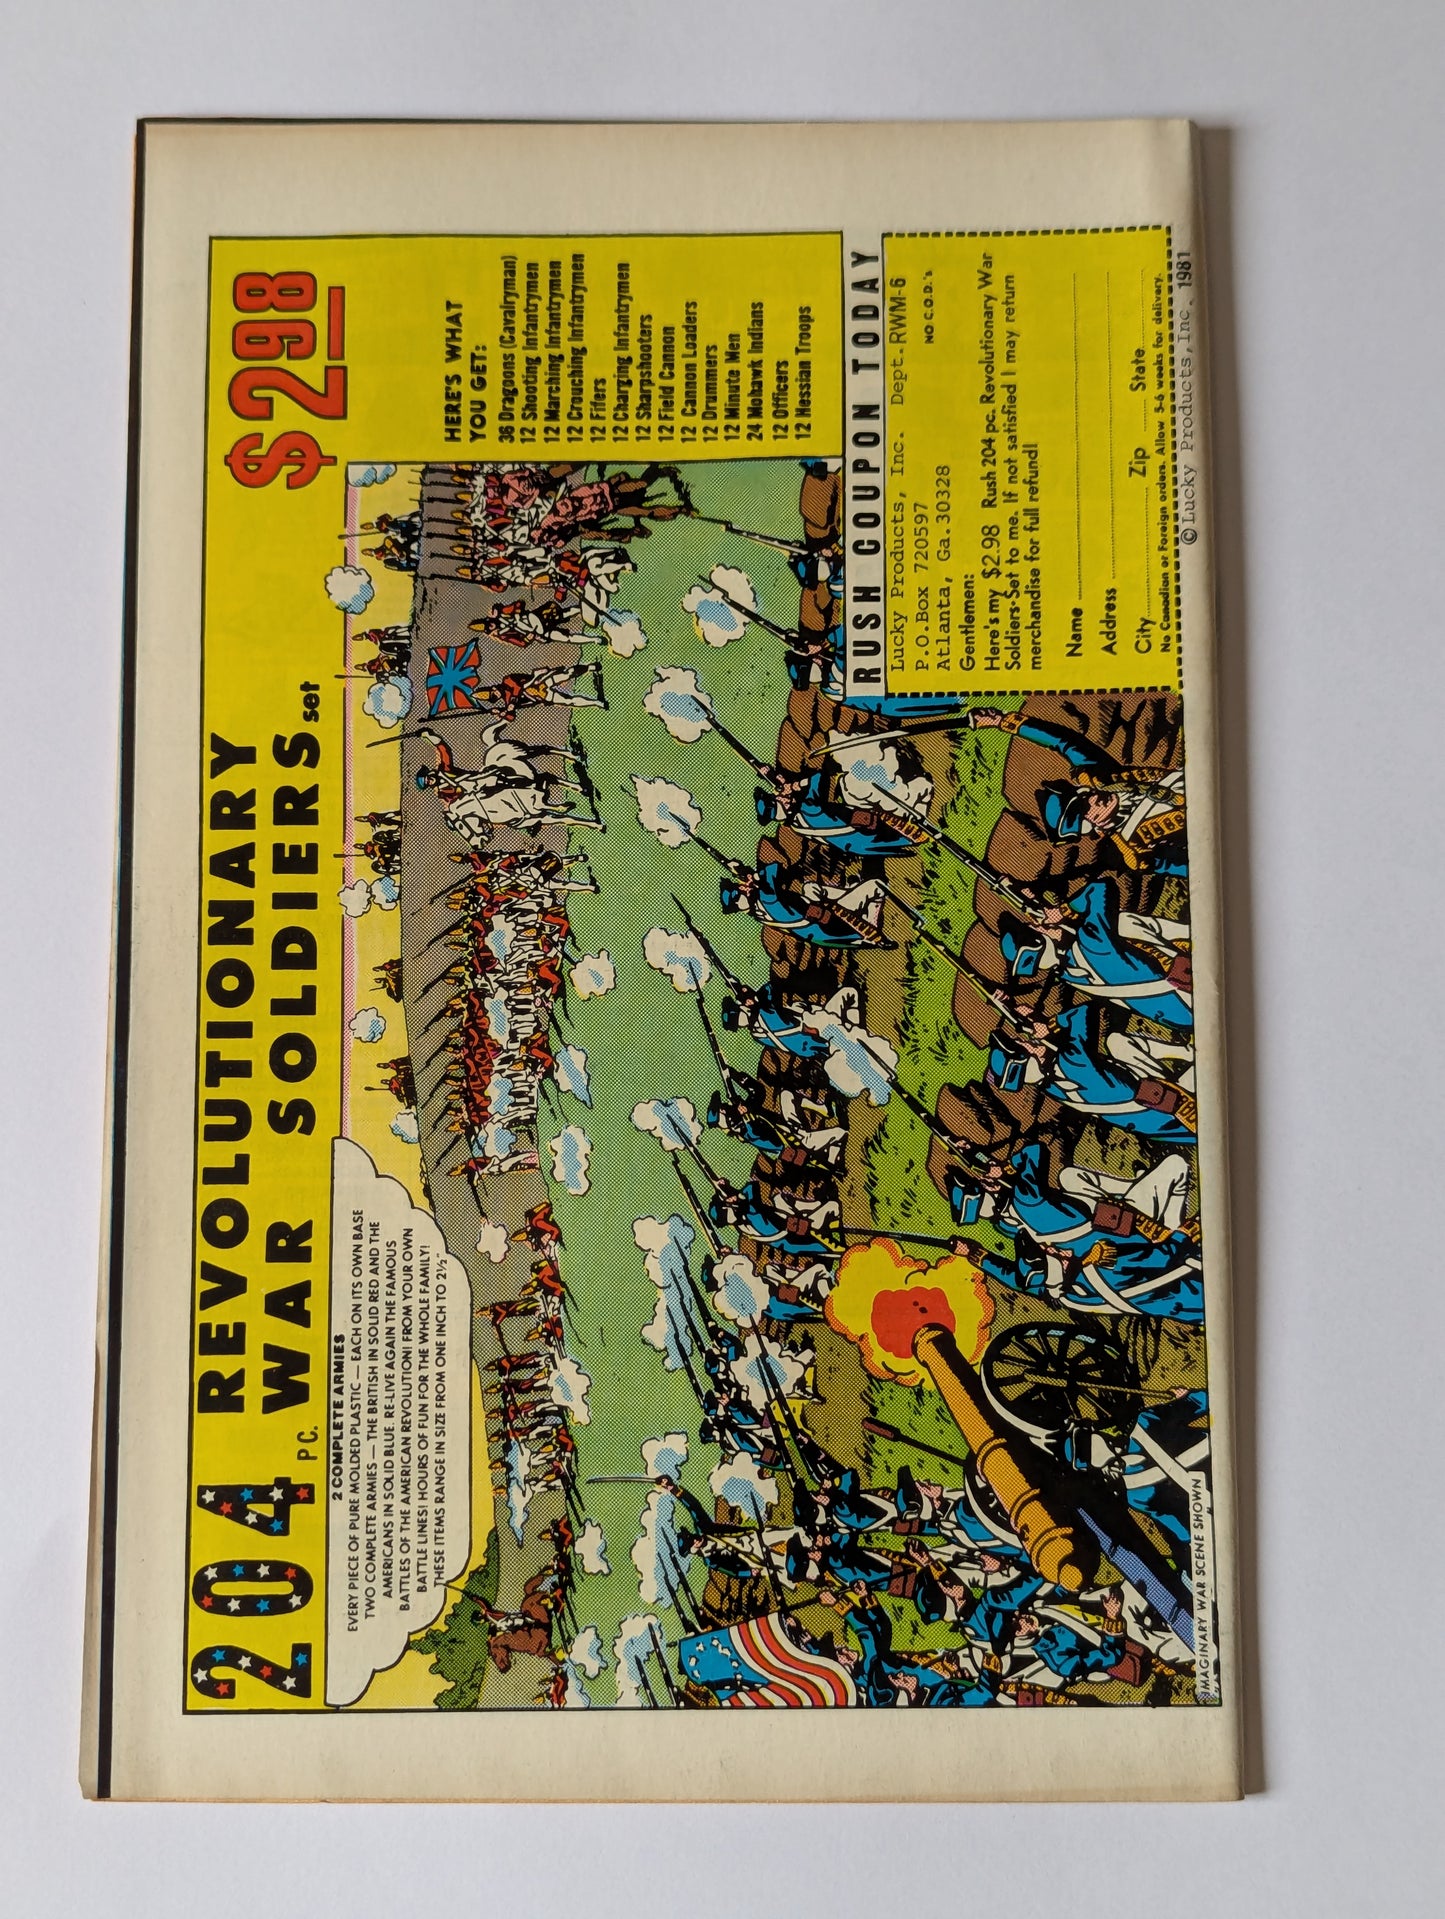 204 PC. REVOLUTIONARY
WAR SOLDIERS set
$2.98
2 COMPLETE ARMIES
EVERY PIECE OF PURE MOLDED PLASTIC — EACH ON ITS OWN BASE
TWO COMPLETE ARMIES — THE BRITISH IN SOLID RED AND THE
AMERICANS IN SOLID BLUE. RE-LIVE AGAIN THE FAMOUS
BATTLES OF THE AMERICAN REVOLUTION! FROM YOUR OWN
BATTLE LINES! HOURS OF FUN FOR THE WHOLE FAMILY!
THESE ITEMS RANGE IN SIZE FROM ONE INCH TO 2½"
HERE'S WHAT
YOU GET:
36 Dragoons (Cavalryman)
12 Shooting Infantrymen
12 Marching Infantrymen
12 Crouching Infantrymen
12 Fifers
12 Charging Infantrymen
12 Sharpshooters
12 Field Cannon
12 Cannon Loaders
12 Drummers
12 Minute Men
24 Mohawk Indians
12 Officers
12 Hessian Troops
RUSH COUPON TODAY
Lucky Products, Inc. Dept. RWM-6
P.O.Box 720597
Atlanta, Ga. 30328
NO C.O.D.'s
Gentlemen:
Here's my $2.98 Rush 204 pc. Revolutionary War
Soldiers Set to me. If not satisfied I may return
merchandise for full refund!
Name
Address
City Zip State
No Canadian or Foreign orders. Allow 5-6 weeks for delivery.
© Lucky Products, Inc. 1981
IMAGINARY WAR SCENE SHOWN